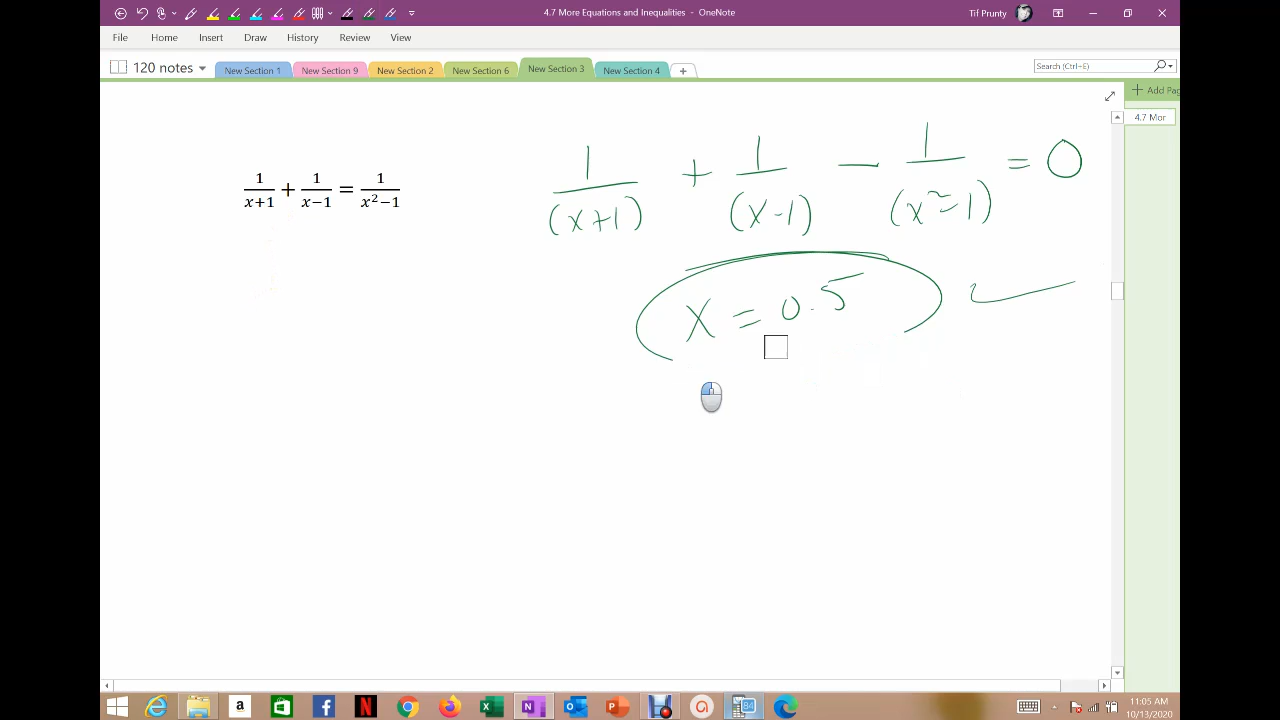 4.7 More Equations and Inequalities - OneNote
Tif Prunty
File Home Insert Draw History Review View
120 notes
New Section 1 New Section 9 New Section 2 New Section 6 New Section 3 New Section 4 +
Search (Ctrl+E)
+ Add Pag
4.7 Mor
1/(x+1) + 1/(x−1) = 1/(x²−1)
1/(x+1) + 1/(x-1) − 1/(x²-1) = 0
x = 0.5
a
84
11:05 AM
10/13/2020